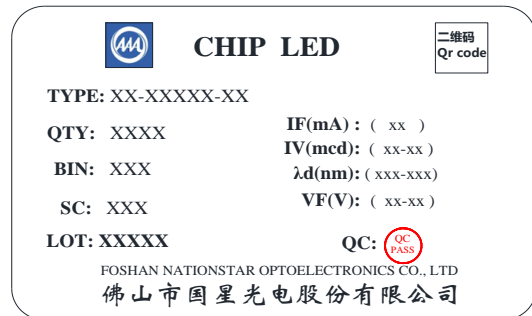 AAA
CHIP LED
二维码
Qr code
TYPE: XX-XXXXX-XX
QTY: XXXX
BIN: XXX
SC: XXX
LOT: XXXXX
IF(mA) : ( xx )
IV(mcd): ( xx-xx )
λd(nm): ( xxx-xxx)
VF(V): ( xx-xx )
QC:
QC
PASS
FOSHAN NATIONSTAR OPTOELECTRONICS CO., LTD
佛山市国星光电股份有限公司